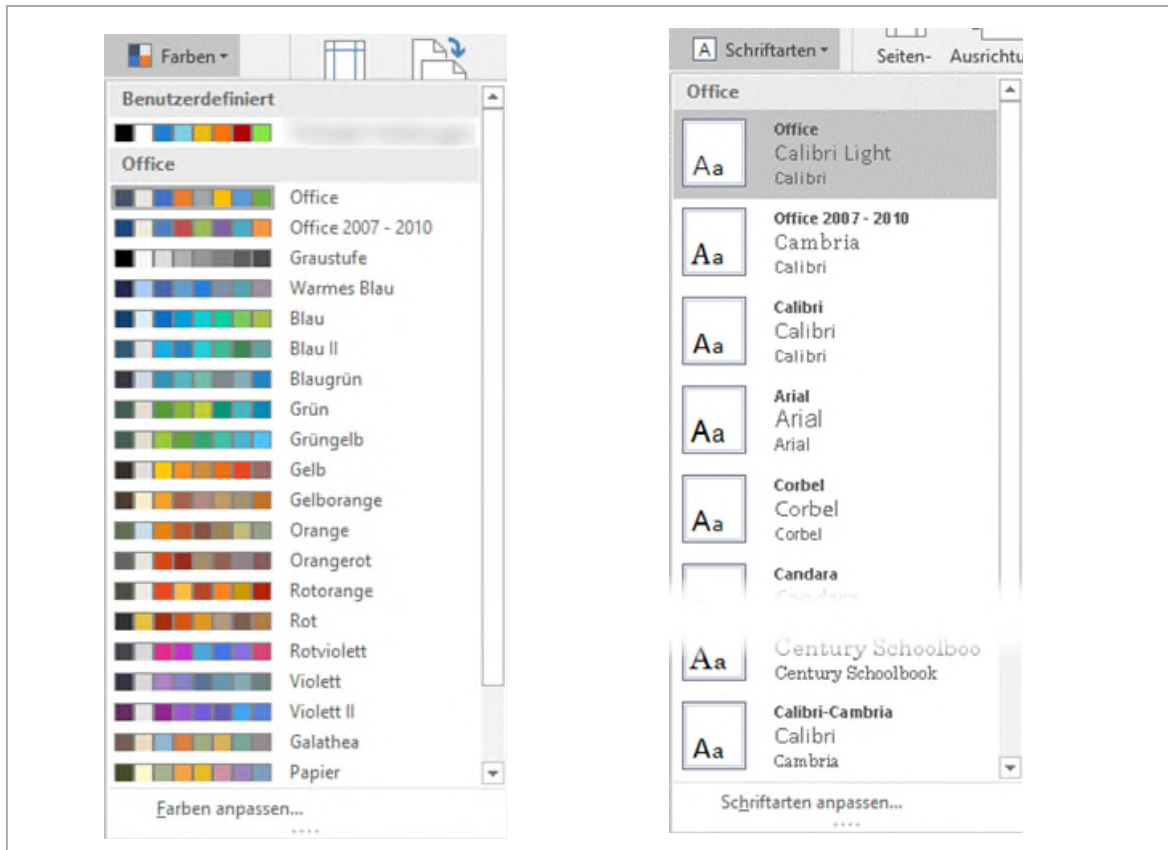 Farben
Benutzerdefiniert
Office
Office
Office 2007 - 2010
Graustufe
Warmes Blau
Blau
Blau II
Blaugrün
Grün
Grüngelb
Gelb
Gelborange
Orange
Orangerot
Rotorange
Rot
Rotviolett
Violett
Violett II
Galathea
Papier
Farben anpassen...
A Schriftarten
Seiten- Ausrichtu
Office
Aa
Office
Calibri Light
Calibri
Aa
Office 2007 - 2010
Cambria
Calibri
Aa
Calibri
Calibri
Calibri
Aa
Arial
Arial
Arial
Aa
Corbel
Corbel
Corbel
Candara
Candara
Aa
Century Schoolboo
Century Schoolbook
Aa
Calibri-Cambria
Calibri
Cambria
Schriftarten anpassen...